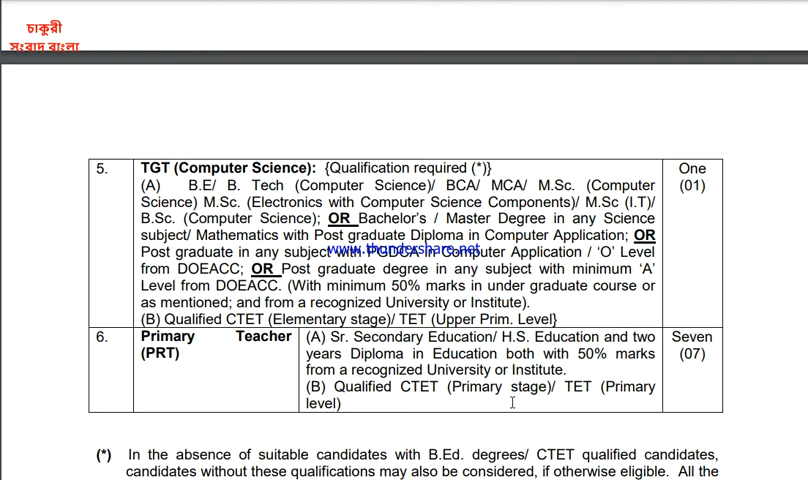 চাকুরী
সংবাদ বাংলা
5. TGT (Computer Science): {Qualification required (*)} One
(A) B.E/ B. Tech (Computer Science)/ BCA/ MCA/ M.Sc. (Computer (01)
Science) M.Sc. (Electronics with Computer Science Components)/ M.Sc (I.T)/
B.Sc. (Computer Science); OR Bachelor's / Master Degree in any Science
subject/ Mathematics with Post graduate Diploma in Computer Application; OR
Post graduate in any subject with PGDCA in Computer Application / 'O' Level
www.thundershare.net
from DOEACC; OR Post graduate degree in any subject with minimum 'A'
Level from DOEACC. (With minimum 50% marks in under graduate course or
as mentioned; and from a recognized University or Institute).
(B) Qualified CTET (Elementary stage)/ TET (Upper Prim. Level}
6. Primary Teacher (A) Sr. Secondary Education/ H.S. Education and two Seven
(PRT) years Diploma in Education both with 50% marks (07)
from a recognized University or Institute.
(B) Qualified CTET (Primary stage)/ TET (Primary
level)
(*) In the absence of suitable candidates with B.Ed. degrees/ CTET qualified candidates,
candidates without these qualifications may also be considered, if otherwise eligible. All the